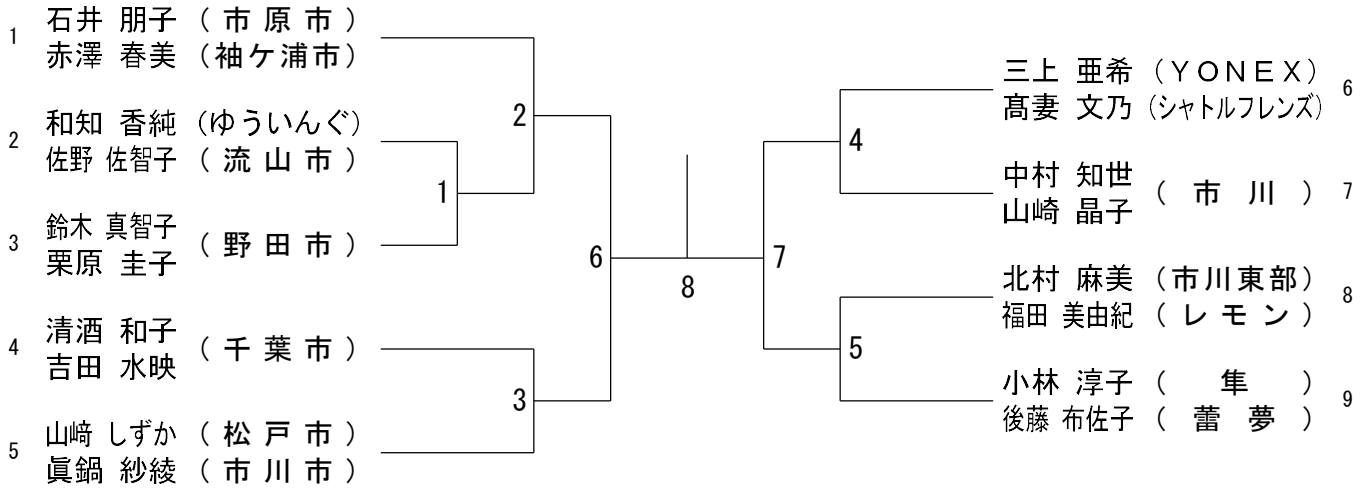 1
石井 朋子 ( 市 原 市 )
赤澤 春美 (袖ケ浦市)
2
和知 香純 (ゆういんぐ)
佐野 佐智子 ( 流 山 市 )
3
鈴木 真智子
栗原 圭子
( 野 田 市 )
4
清酒 和子
吉田 水映
( 千 葉 市 )
5
山﨑 しずか ( 松 戸 市 )
眞鍋 紗綾 ( 市 川 市 )
2
1
3
6
8
7
4
5
三上 亜希 (ＹＯＮＥＸ)
髙妻 文乃 (シャトルフレンズ)
6
中村 知世
山崎 晶子
( 市 川 )
7
北村 麻美 (市川東部)
福田 美由紀 ( レ モ ン )
8
小林 淳子 ( 隼 )
後藤 布佐子 ( 蕾 夢 )
9